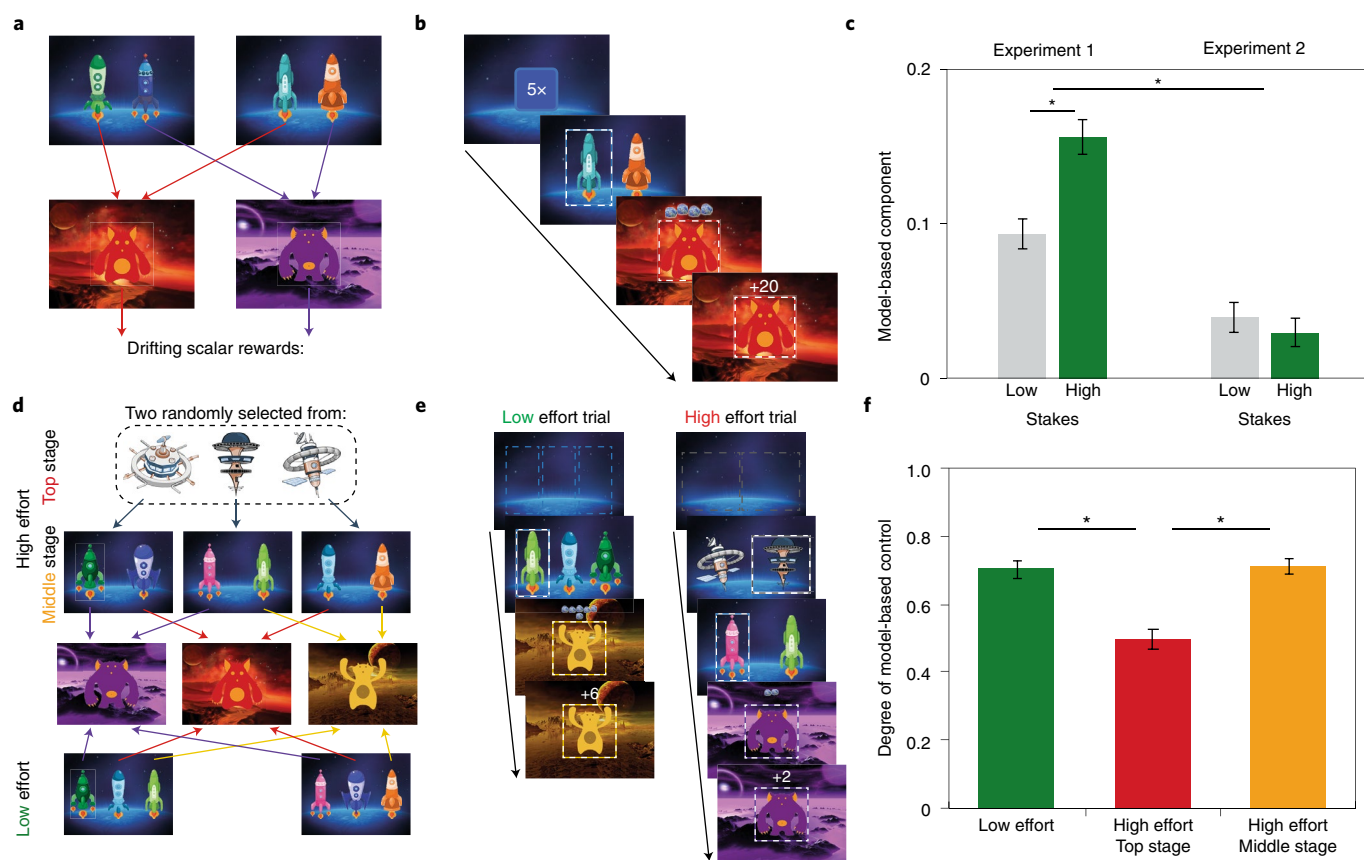 a
Drifting scalar rewards:
b
5×
+20
c
Experiment 1
Experiment 2
Model-based component
0.2
0.1
0
*
*
Low
High
Low
High
Stakes
Stakes
d
Two randomly selected from:
High effort
Top stage
Middle stage
Low effort
e
Low effort trial
High effort trial
+6
+2
f
Degree of model-based control
1.0
0.8
0.6
0.4
0.2
0
*
*
Low effort
High effort
Top stage
High effort
Middle stage